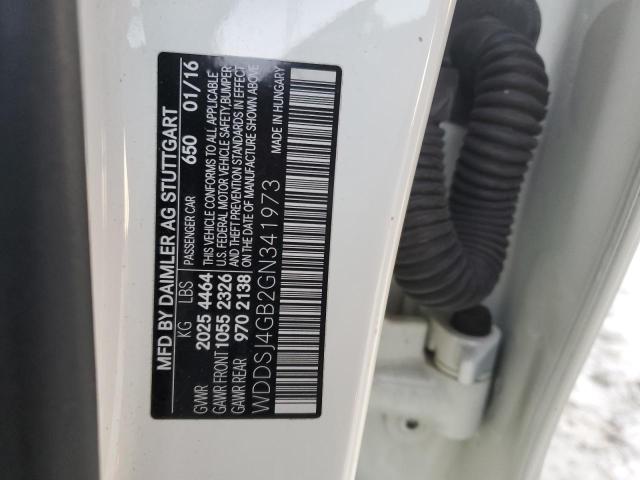 MFD BY DAIMLER AG STUTTGART
KG LBS PASSENGER CAR 650 01/16
GVWR 2025 4464 THIS VEHICLE CONFORMS TO ALL APPLICABLE
GAWR FRONT 1055 2326 U.S. FEDERAL MOTOR VEHICLE SAFETY, BUMPER
GAWR REAR 970 2138 AND THEFT PREVENTION STANDARDS IN EFFECT
ON THE DATE OF MANUFACTURE SHOWN ABOVE
WDDSJ4GB2GN341973 MADE IN HUNGARY